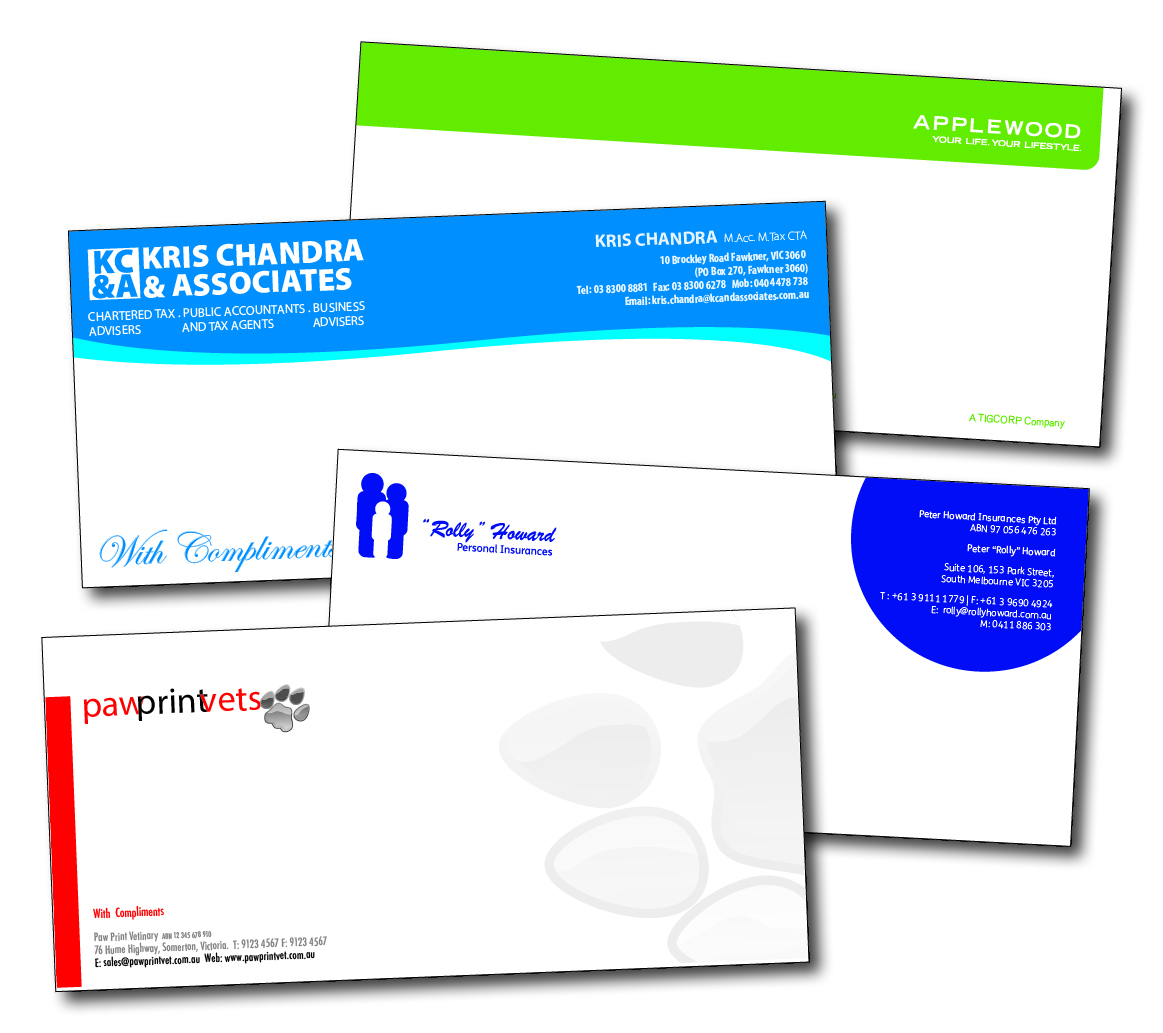 APPLEWOOD
YOUR LIFE. YOUR LIFESTYLE.
A TIGCORP Company
KC
&A
KRIS CHANDRA
& ASSOCIATES
CHARTERED TAX . PUBLIC ACCOUNTANTS . BUSINESS
ADVISERS AND TAX AGENTS ADVISERS
KRIS CHANDRA M.Acc. M.Tax CTA
10 Brockley Road Fawkner, VIC 3060
(PO Box 270, Fawkner 3060)
Tel: 03 8300 8881 Fax: 03 8300 6278 Mob: 0404 478 738
Email: kris.chandra@kcandassociates.com.au
With Compliments
"Rolly" Howard
Personal Insurances
Peter Howard Insurances Pty Ltd
ABN 97 056 476 263
Peter "Rolly" Howard
Suite 106, 153 Park Street,
South Melbourne VIC 3205
T : +61 3 9111 1779 | F: +61 3 9690 4924
E: rolly@rollyhoward.com.au
M: 0411 886 303
pawprintvets
With Compliments
Paw Print Vetinary ABN 12 345 678 910
76 Hume Highway, Somerton, Victoria. T: 9123 4567 F: 9123 4567
E: sales@pawprintvet.com.au Web: www.pawprintvet.com.au